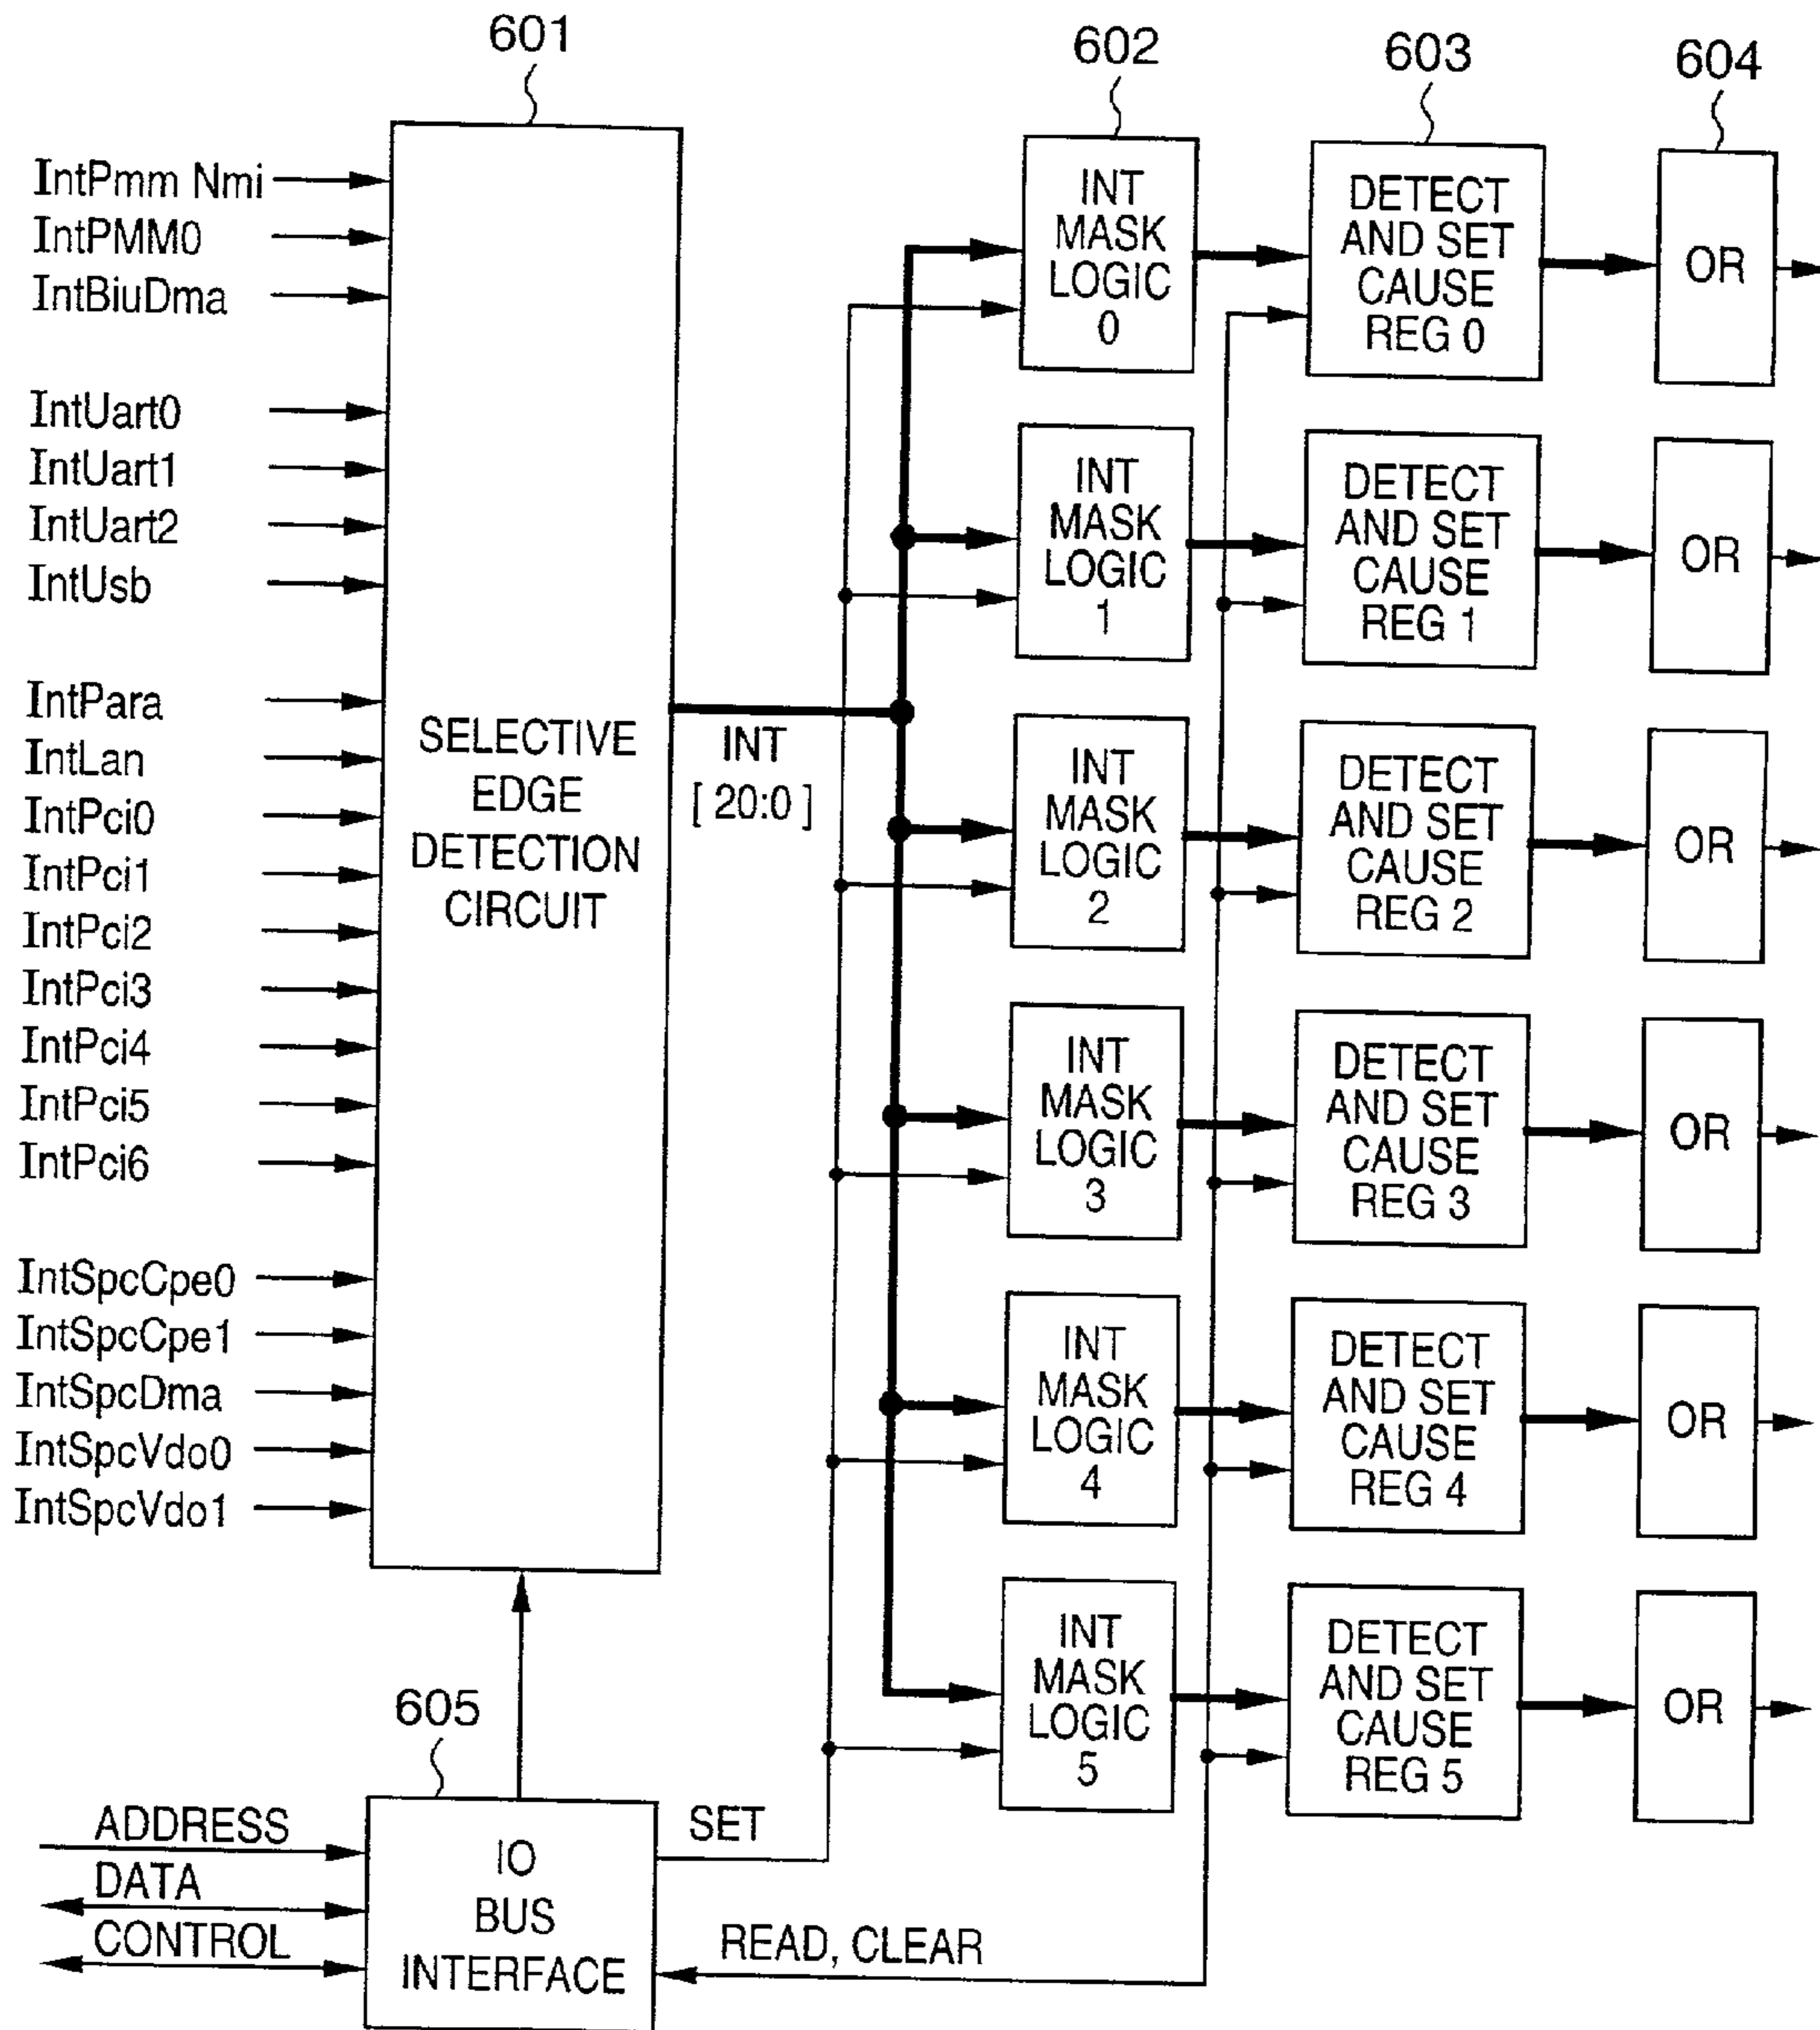 601
602
603
604
IntPmm Nmi
IntPMM0
IntBiuDma
IntUart0
IntUart1
IntUart2
IntUsb
IntPara
IntLan
IntPci0
IntPci1
IntPci2
IntPci3
IntPci4
IntPci5
IntPci6
IntSpcCpe0
IntSpcCpe1
IntSpcDma
IntSpcVdo0
IntSpcVdo1
SELECTIVE
EDGE
DETECTION
CIRCUIT
INT
[ 20:0 ]
INT
MASK
LOGIC
0
DETECT
AND SET
CAUSE
REG 0
OR
INT
MASK
LOGIC
1
DETECT
AND SET
CAUSE
REG 1
OR
INT
MASK
LOGIC
2
DETECT
AND SET
CAUSE
REG 2
OR
INT
MASK
LOGIC
3
DETECT
AND SET
CAUSE
REG 3
OR
INT
MASK
LOGIC
4
DETECT
AND SET
CAUSE
REG 4
OR
INT
MASK
LOGIC
5
DETECT
AND SET
CAUSE
REG 5
OR
605
ADDRESS
DATA
CONTROL
IO
BUS
INTERFACE
SET
READ, CLEAR